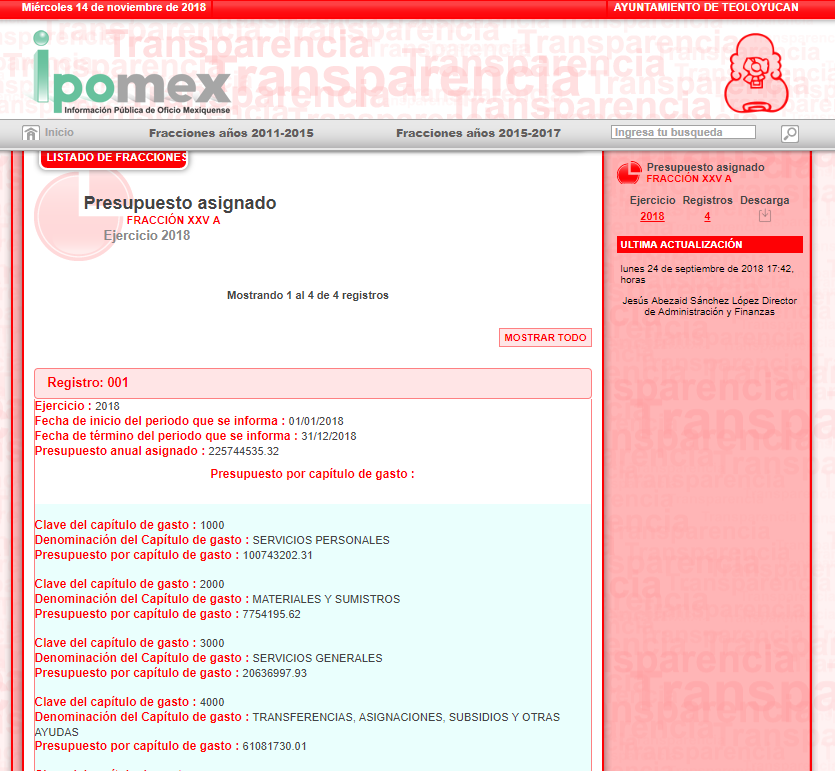 Miércoles 14 de noviembre de 2018
AYUNTAMIENTO DE TEOLOYUCAN
Transparencia
ipomex
Información Pública de Oficio Mexiquense
Inicio
Fracciones años 2011-2015
Fracciones años 2015-2017
Ingresa tu busqueda
LISTADO DE FRACCIONES
Presupuesto asignado
FRACCIÓN XXV A
Ejercicio 2018
Mostrando 1 al 4 de 4 registros
MOSTRAR TODO
Registro: 001
Ejercicio : 2018
Fecha de inicio del periodo que se informa : 01/01/2018
Fecha de término del periodo que se informa : 31/12/2018
Presupuesto anual asignado : 225744535.32
Presupuesto por capítulo de gasto :
Clave del capítulo de gasto : 1000
Denominación del Capítulo de gasto : SERVICIOS PERSONALES
Presupuesto por capítulo de gasto : 100743202.31
Clave del capítulo de gasto : 2000
Denominación del Capítulo de gasto : MATERIALES Y SUMISTROS
Presupuesto por capítulo de gasto : 7754195.62
Clave del capítulo de gasto : 3000
Denominación del Capítulo de gasto : SERVICIOS GENERALES
Presupuesto por capítulo de gasto : 20636997.93
Clave del capítulo de gasto : 4000
Denominación del Capítulo de gasto : TRANSFERENCIAS, ASIGNACIONES, SUBSIDIOS Y OTRAS
AYUDAS
Presupuesto por capítulo de gasto : 61081730.01
Presupuesto asignado
FRACCIÓN XXV A
Ejercicio Registros Descarga
2018 4
ULTIMA ACTUALIZACIÓN
lunes 24 de septiembre de 2018 17:42,
horas
Jesús Abezaid Sánchez López Director
de Administración y Finanzas